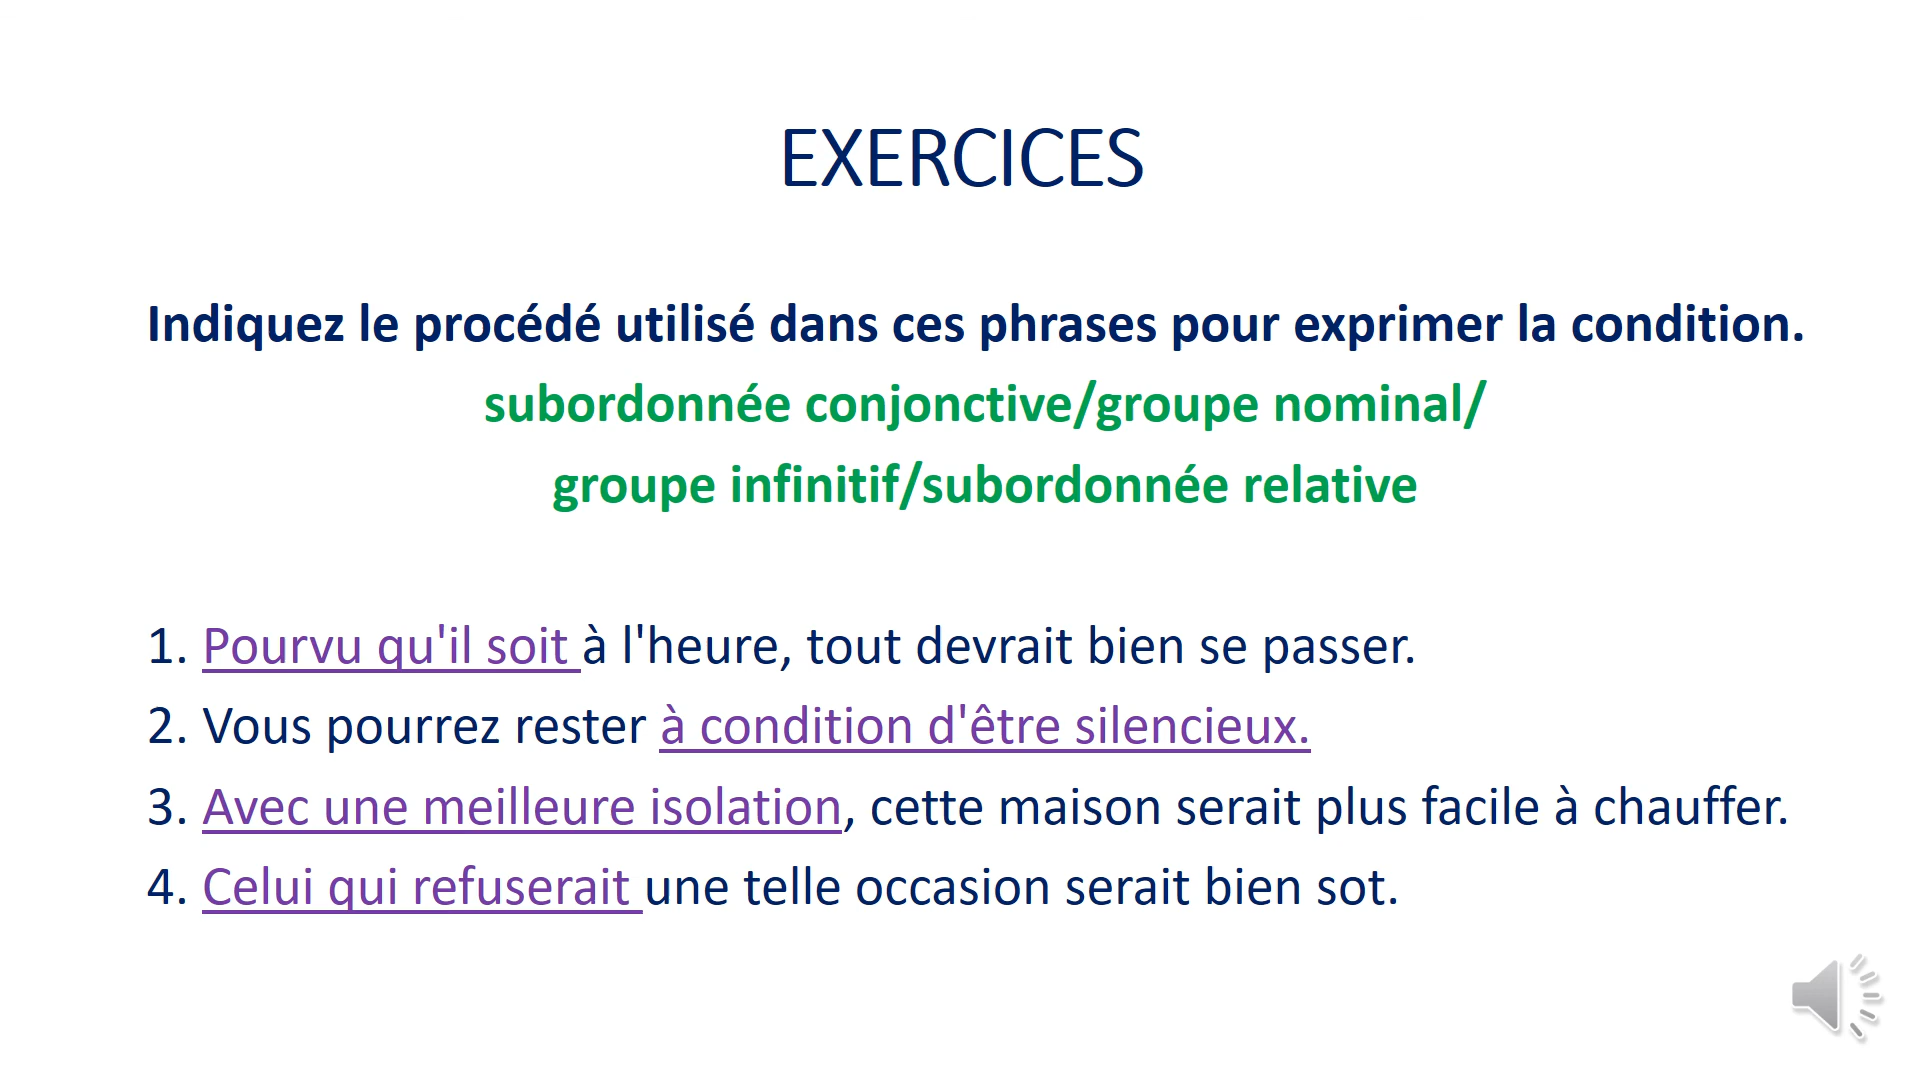 EXERCICES
Indiquez le procédé utilisé dans ces phrases pour exprimer la condition.
subordonnée conjonctive/groupe nominal/
groupe infinitif/subordonnée relative
1. Pourvu qu'il soit à l'heure, tout devrait bien se passer.
2. Vous pourrez rester à condition d'être silencieux.
3. Avec une meilleure isolation, cette maison serait plus facile à chauffer.
4. Celui qui refuserait une telle occasion serait bien sot.